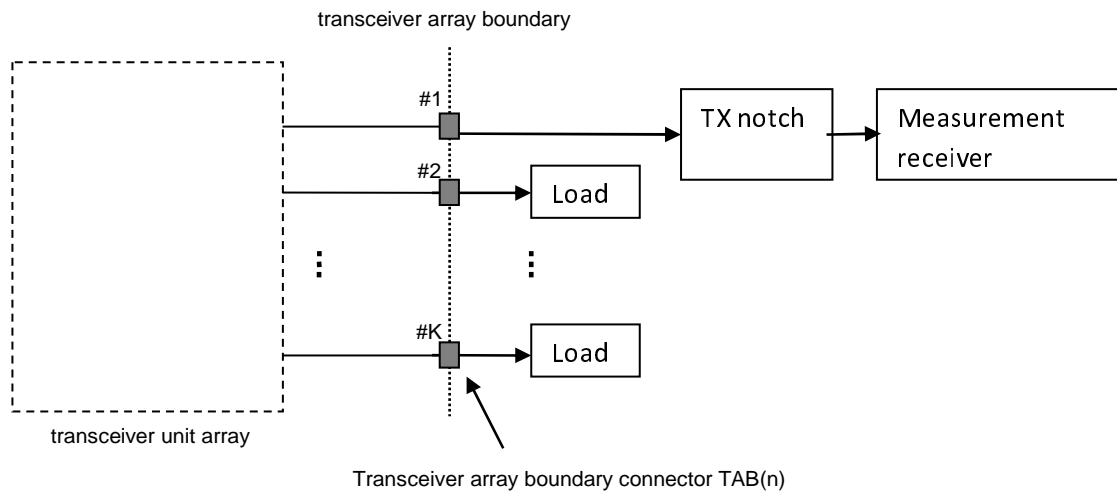 transceiver array boundary
#1
TX notch
Measurement
receiver
#2
Load
#K
Load
transceiver unit array
Transceiver array boundary connector TAB(n)